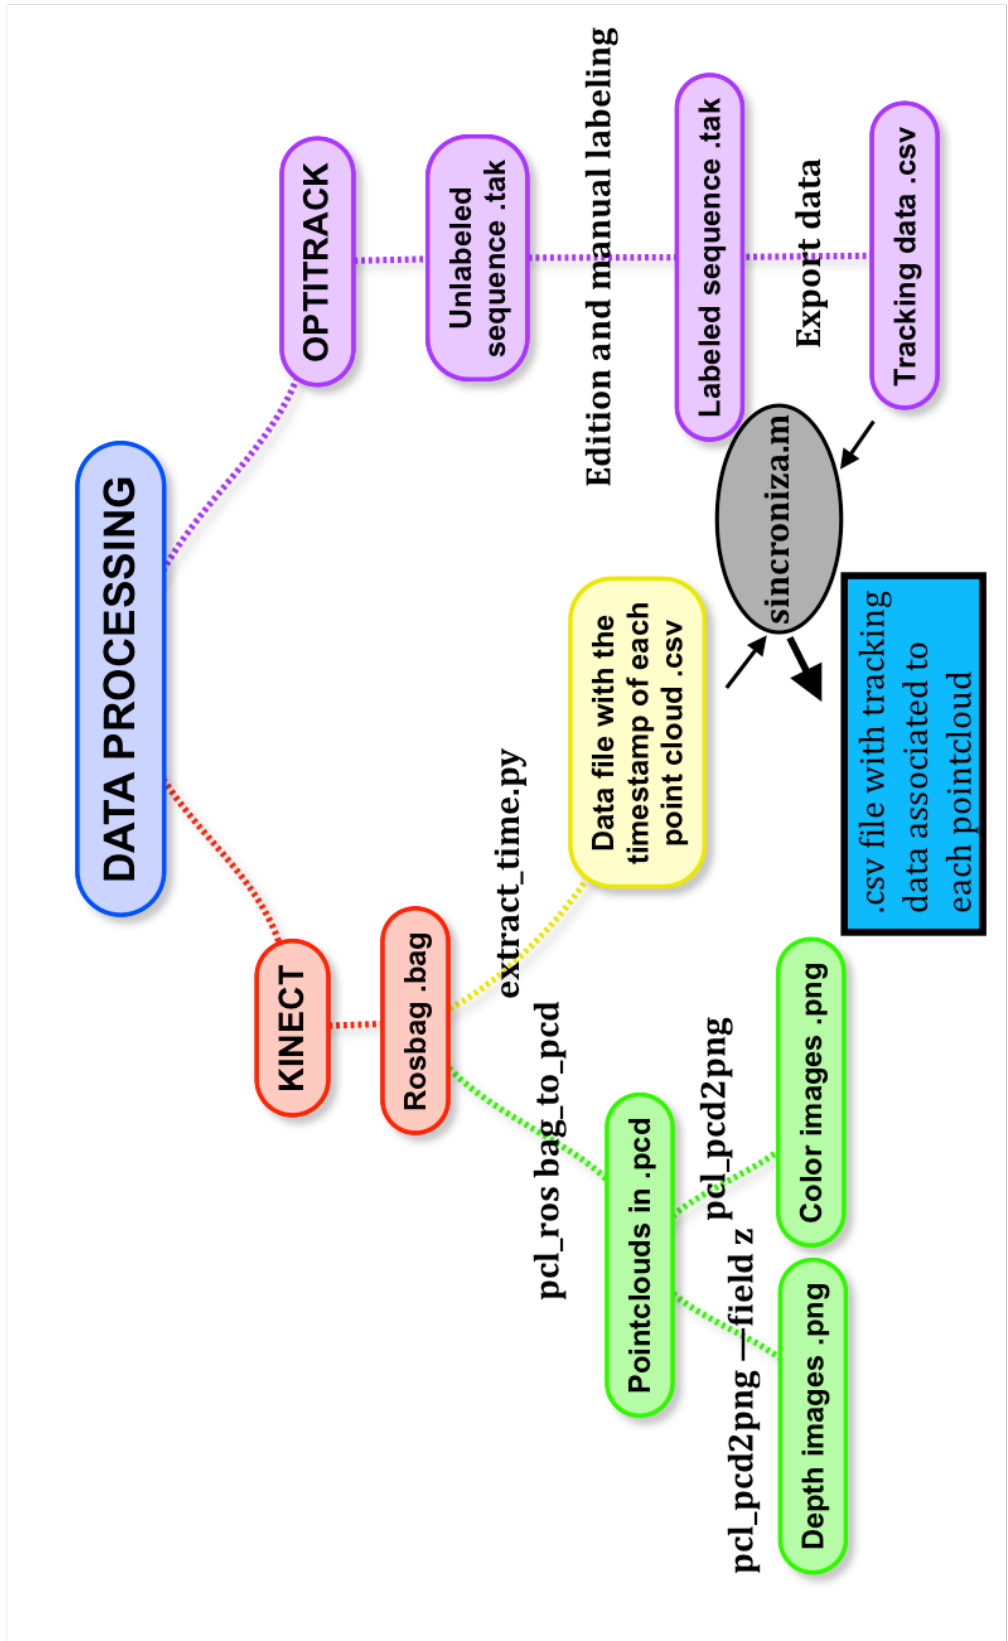 DATA PROCESSING
KINECT
OPTITRACK
Rosbag .bag
Unlabeled
sequence .tak
extract_time.py
pcl_ros bag_to_pcd
Edition and manual labeling
Data file with the
timestamp of each
point cloud .csv
Pointclouds in .pcd
Labeled sequence .tak
pcl_pcd2png
pcl_pcd2png —field z
sincroniza.m
Export data
Depth images .png
Color images .png
Tracking data .csv
.csv file with tracking
data associated to
each pointcloud